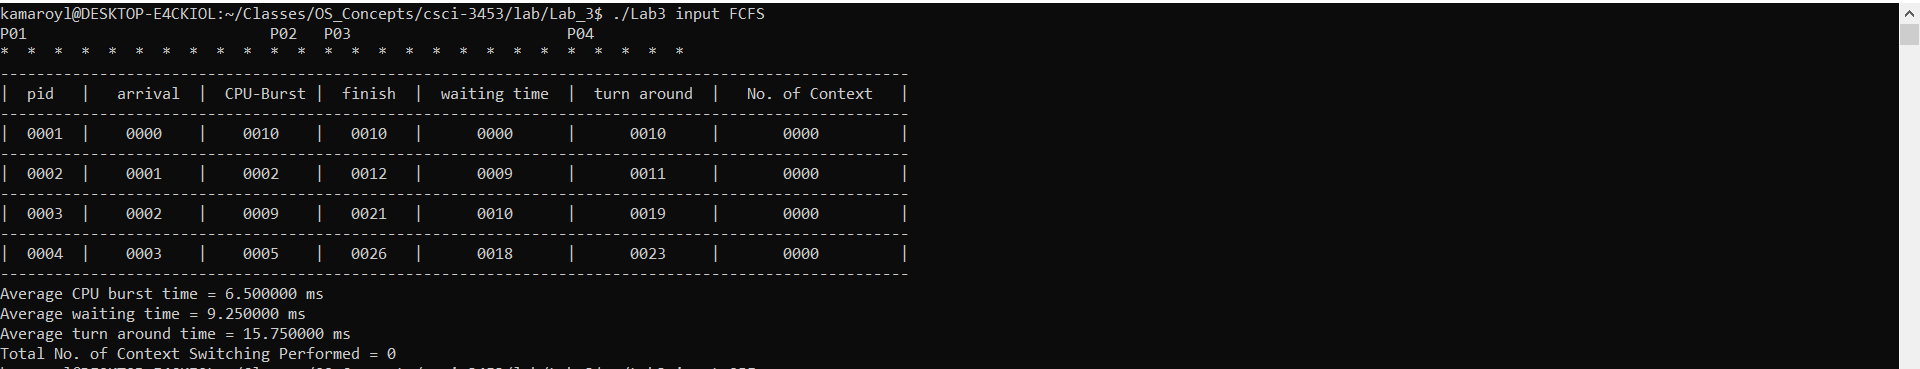 kamaroyl@DESKTOP-E4CKIOL:~/Classes/OS_Concepts/csci-3453/lab/Lab_3$ ./Lab3 input FCFS
P01                           P02   P03                        P04
*  *  *  *  *  *  *  *  *  *  *  *  *  *  *  *  *  *  *  *  *  *  *  *  *  *
-----------------------------------------------------------------------------------------------------
|  pid   |   arrival  |  CPU-Burst |  finish  |  waiting time  |  turn around  |   No. of Context   |
-----------------------------------------------------------------------------------------------------
|  0001  |    0000    |    0010    |   0010   |      0000      |      0010     |       0000         |
-----------------------------------------------------------------------------------------------------
|  0002  |    0001    |    0002    |   0012   |      0009      |      0011     |       0000         |
-----------------------------------------------------------------------------------------------------
|  0003  |    0002    |    0009    |   0021   |      0010      |      0019     |       0000         |
-----------------------------------------------------------------------------------------------------
|  0004  |    0003    |    0005    |   0026   |      0018      |      0023     |       0000         |
-----------------------------------------------------------------------------------------------------
Average CPU burst time = 6.500000 ms
Average waiting time = 9.250000 ms
Average turn around time = 15.750000 ms
Total No. of Context Switching Performed = 0